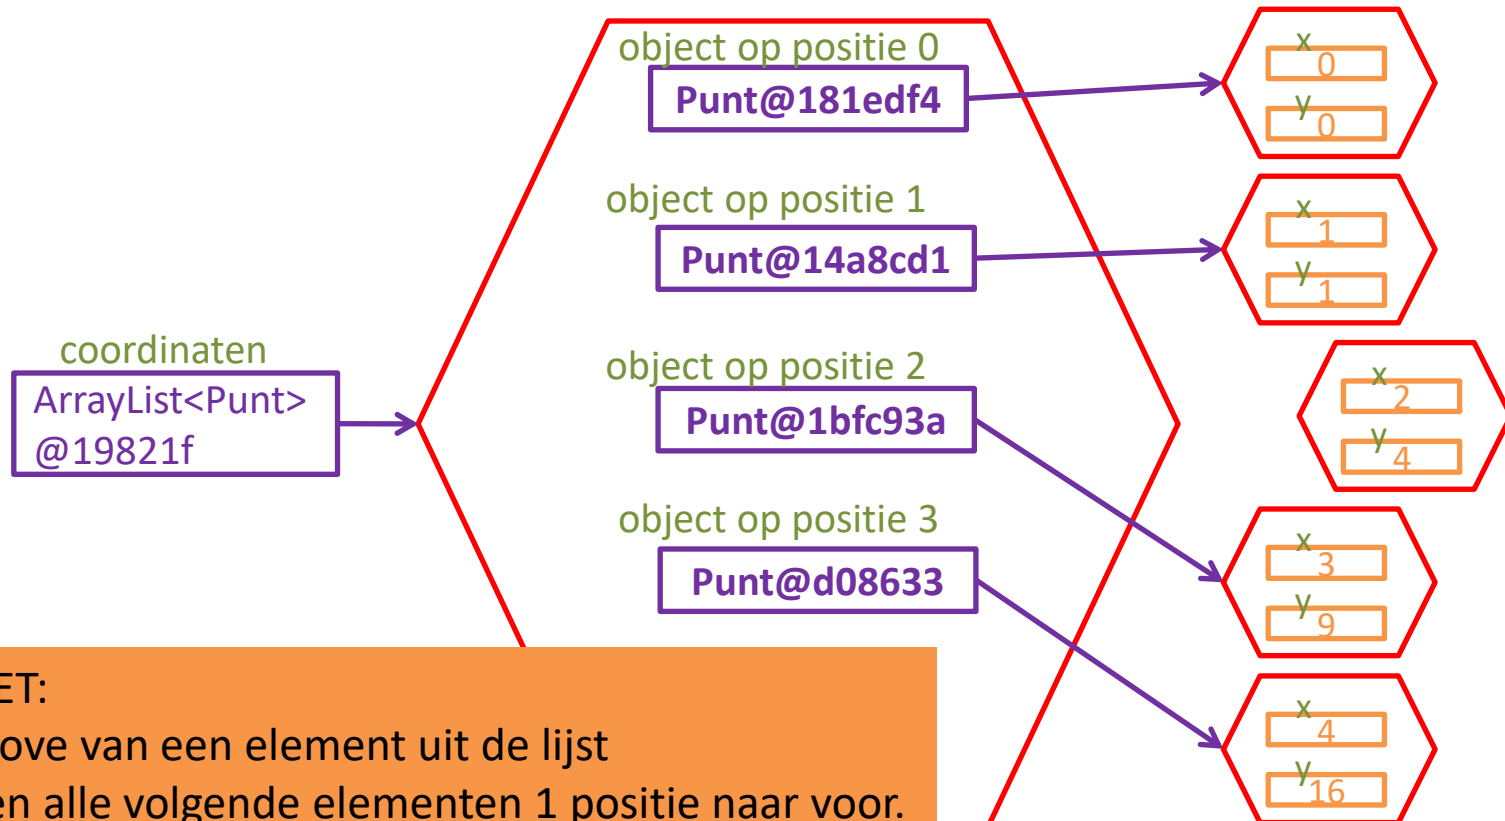 object op positie 0
Punt@181edf4
x
0
y
0
object op positie 1
Punt@14a8cd1
x
1
y
1
coordinaten
ArrayList<Punt>
@19821f
object op positie 2
Punt@1bfc93a
x
2
y
4
object op positie 3
Punt@d08633
x
3
y
9
x
4
y
16
ET:
ove van een element uit de lijst
en alle volgende elementen 1 positie naar voor.